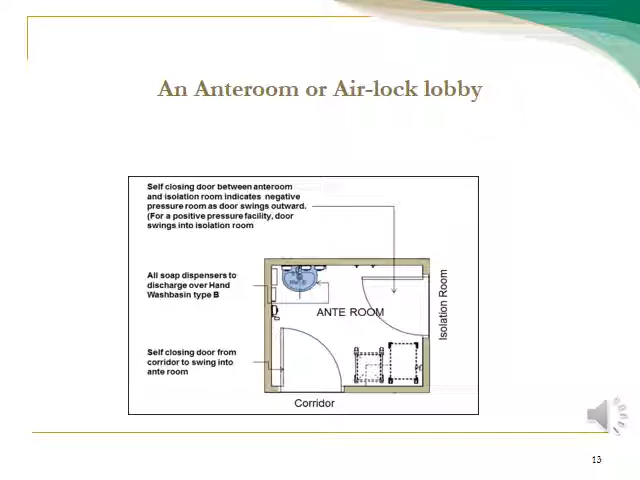 An Anteroom or Air-lock lobby
Self closing door between anteroom
and isolation room indicates negative
pressure room as door swings outward.
(For a positive pressure facility, door
swings into isolation room
All soap dispensers to
discharge over Hand
Washbasin type B
ANTE ROOM
Isolation Room
Self closing door from
corridor to swing into
ante room
Corridor
13